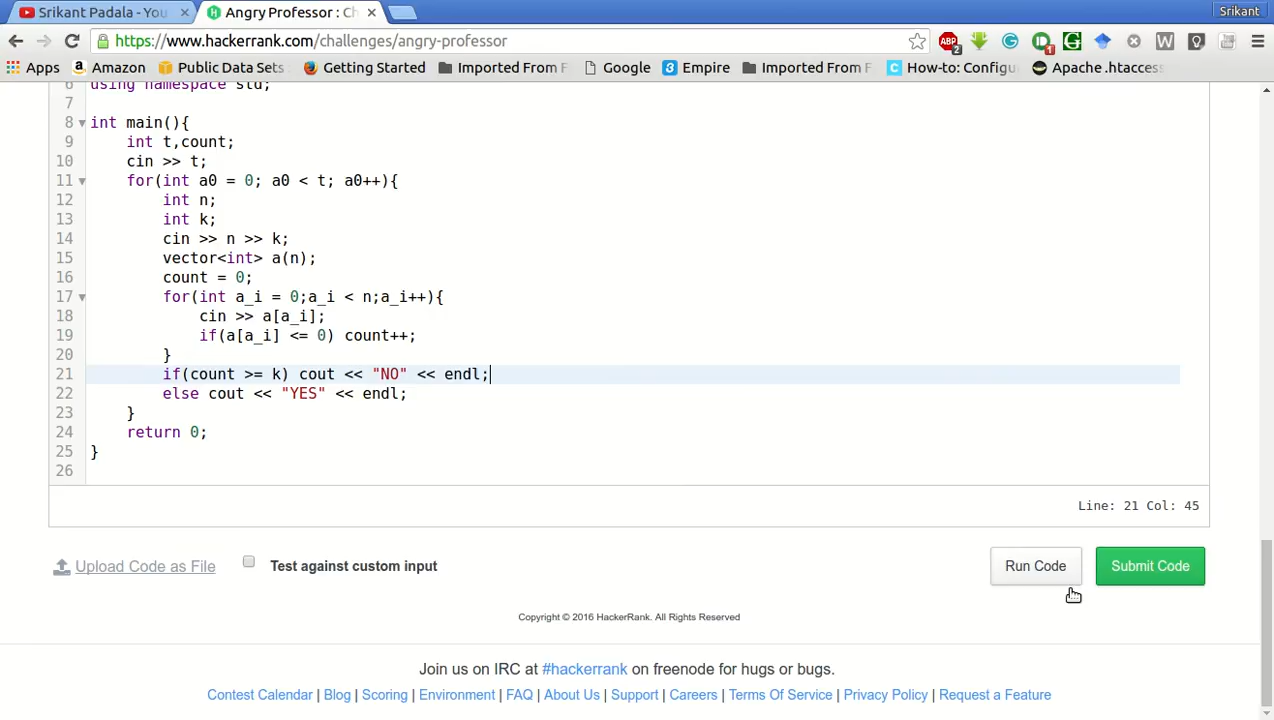 Srikant Padala - You
Angry Professor : Ch
Srikant
https://www.hackerrank.com/challenges/angry-professor
Apps Amazon Public Data Sets Getting Started Imported From F Google Empire Imported From F How-to: Configu Apache .htaccess
6 using namespace std;
7
8 int main(){
9 int t,count;
10 cin >> t;
11 for(int a0 = 0; a0 < t; a0++){
12 int n;
13 int k;
14 cin >> n >> k;
15 vector<int> a(n);
16 count = 0;
17 for(int a_i = 0;a_i < n;a_i++){
18 cin >> a[a_i];
19 if(a[a_i] <= 0) count++;
20 }
21 if(count >= k) cout << "NO" << endl;
22 else cout << "YES" << endl;
23 }
24 return 0;
25 }
26
Line: 21 Col: 45
Upload Code as File Test against custom input Run Code Submit Code
Copyright © 2016 HackerRank. All Rights Reserved
Join us on IRC at #hackerrank on freenode for hugs or bugs.
Contest Calendar | Blog | Scoring | Environment | FAQ | About Us | Support | Careers | Terms Of Service | Privacy Policy | Request a Feature